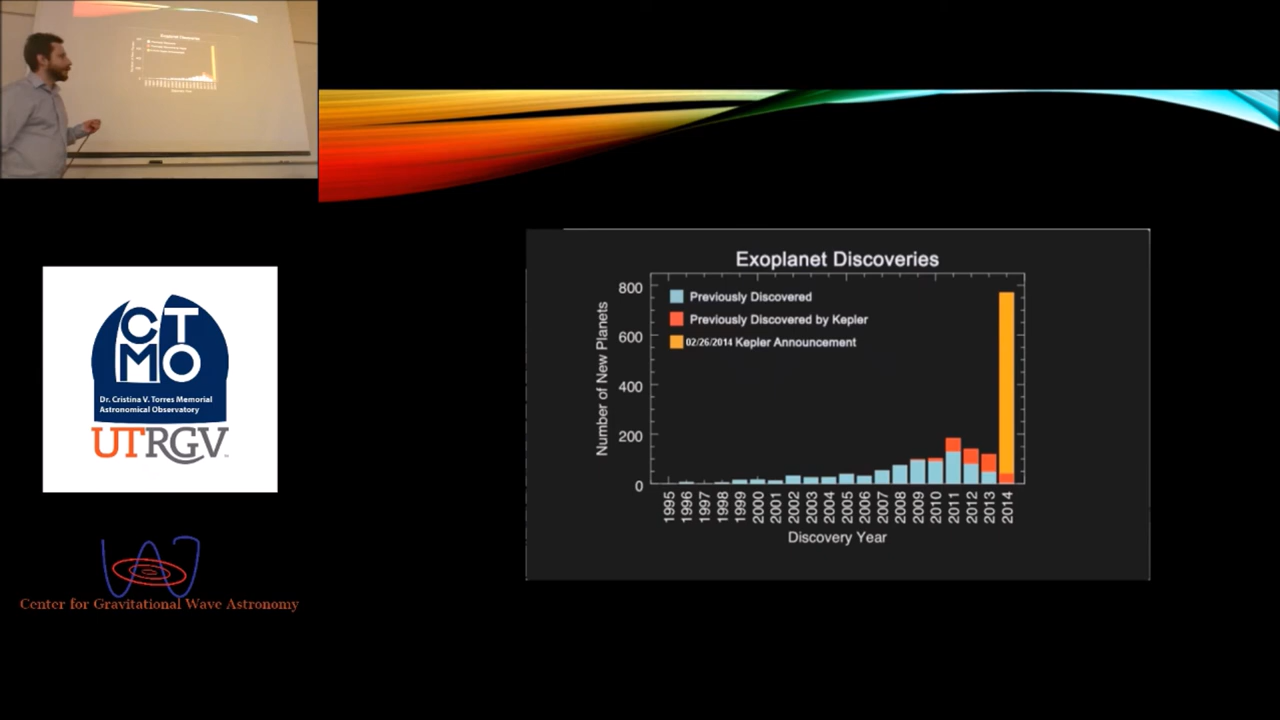 CT
MO
Dr. Cristina V. Torres Memorial
Astronomical Observatory
UTRGV
Center for Gravitational Wave Astronomy
Exoplanet Discoveries
Previously Discovered
Previously Discovered by Kepler
02/26/2014 Kepler Announcement
Number of New Planets
800
600
400
200
0
1995
1996
1997
1998
1999
2000
2001
2002
2003
2004
2005
2006
2007
2008
2009
2010
2011
2012
2013
2014
Discovery Year